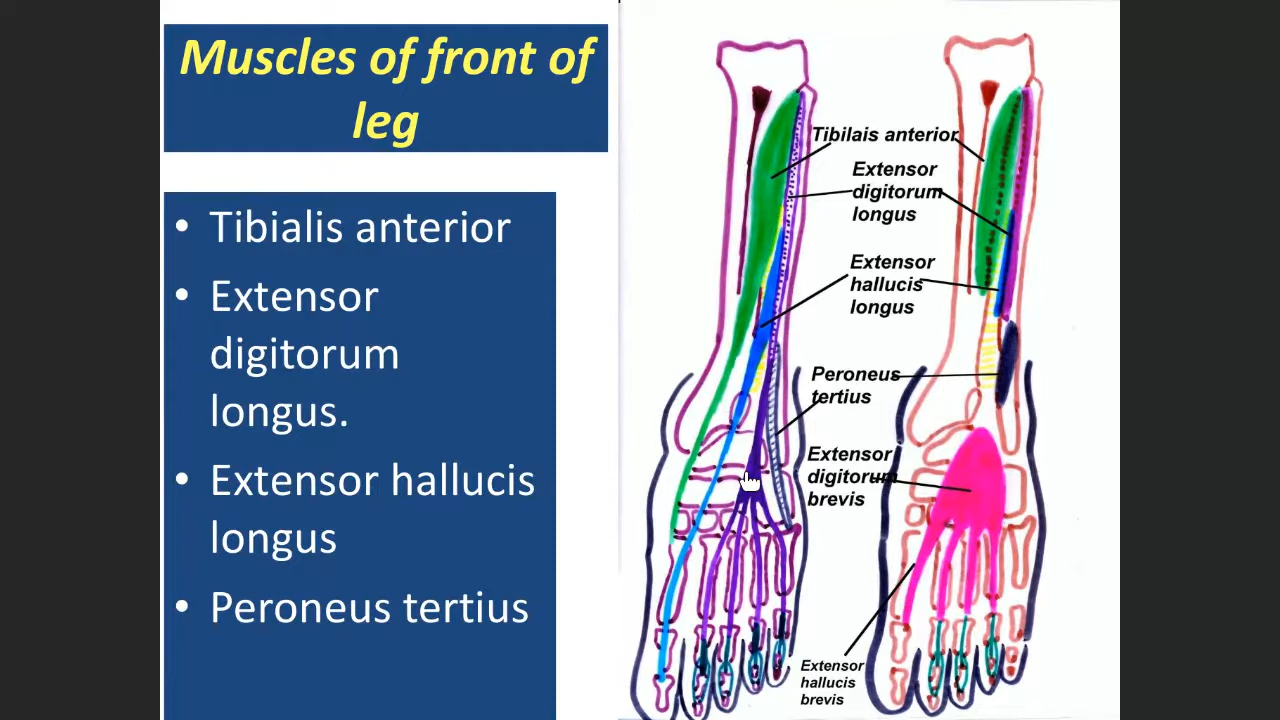 Muscles of front of
leg
• Tibialis anterior
• Extensor
digitorum
longus.
• Extensor hallucis
longus
• Peroneus tertius
Tibilais anterior
Extensor
digitorum
longus
Extensor
hallucis
longus
Peroneus
tertius
Extensor
digitorum
brevis
Extensor
hallucis
brevis